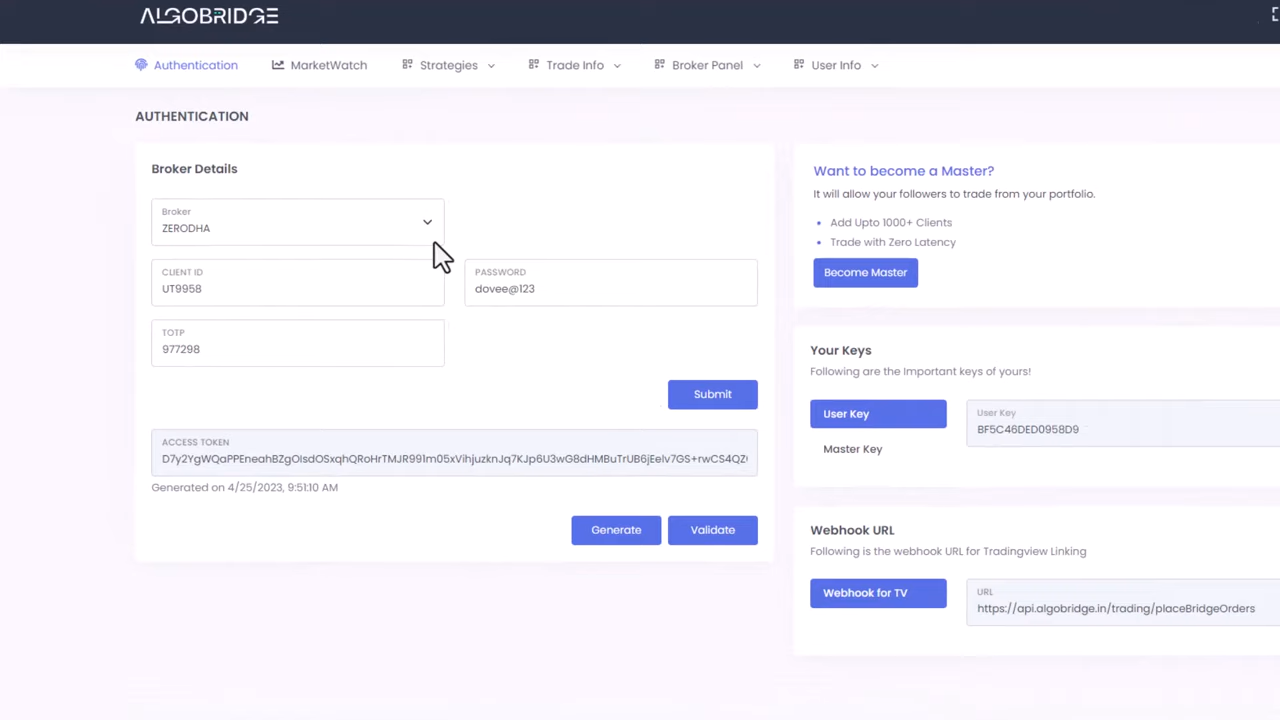 ALGOBRIDGE
Authentication MarketWatch Strategies Trade Info Broker Panel User Info
AUTHENTICATION
Broker Details
Broker
ZERODHA
CLIENT ID
UT9958
PASSWORD
dovee@123
TOTP
977298
Submit
ACCESS TOKEN
Generated on 4/25/2023, 9:51:10 AM
Generate Validate
Want to become a Master?
It will allow your followers to trade from your portfolio.
• Add Upto 1000+ Clients
• Trade with Zero Latency
Become Master
Your Keys
Following are the Important keys of yours!
User Key
Master Key
User Key
BF5C46DED0958D9
Webhook URL
Following is the webhook URL for Tradingview Linking
Webhook for TV
URL
https://api.algobridge.in/trading/placeBridgeOrders